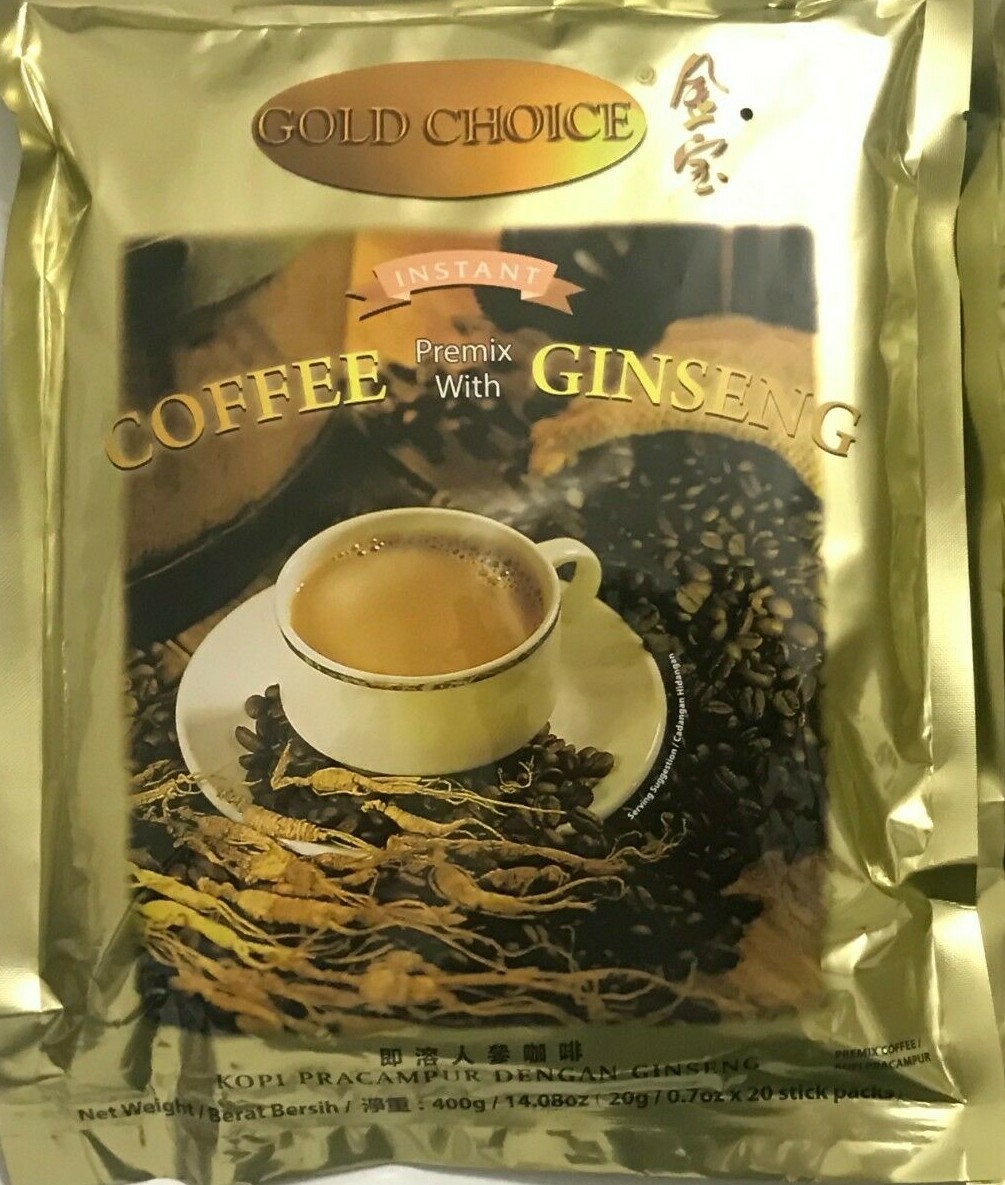 GOLD CHOICE
®
金宝
INSTANT
COFFEE Premix With GINSENG
Serving Suggestion / Cadangan Hidangan
即溶人參咖啡
KOPI PRACAMPUR DENGAN GINSENG
PREMIX COFFEE /
KOPI PRACAMPUR
Net Weight / Berat Bersih / 淨重 : 400g / 14.08oz ( 20g / 0.7oz x 20 stick packs